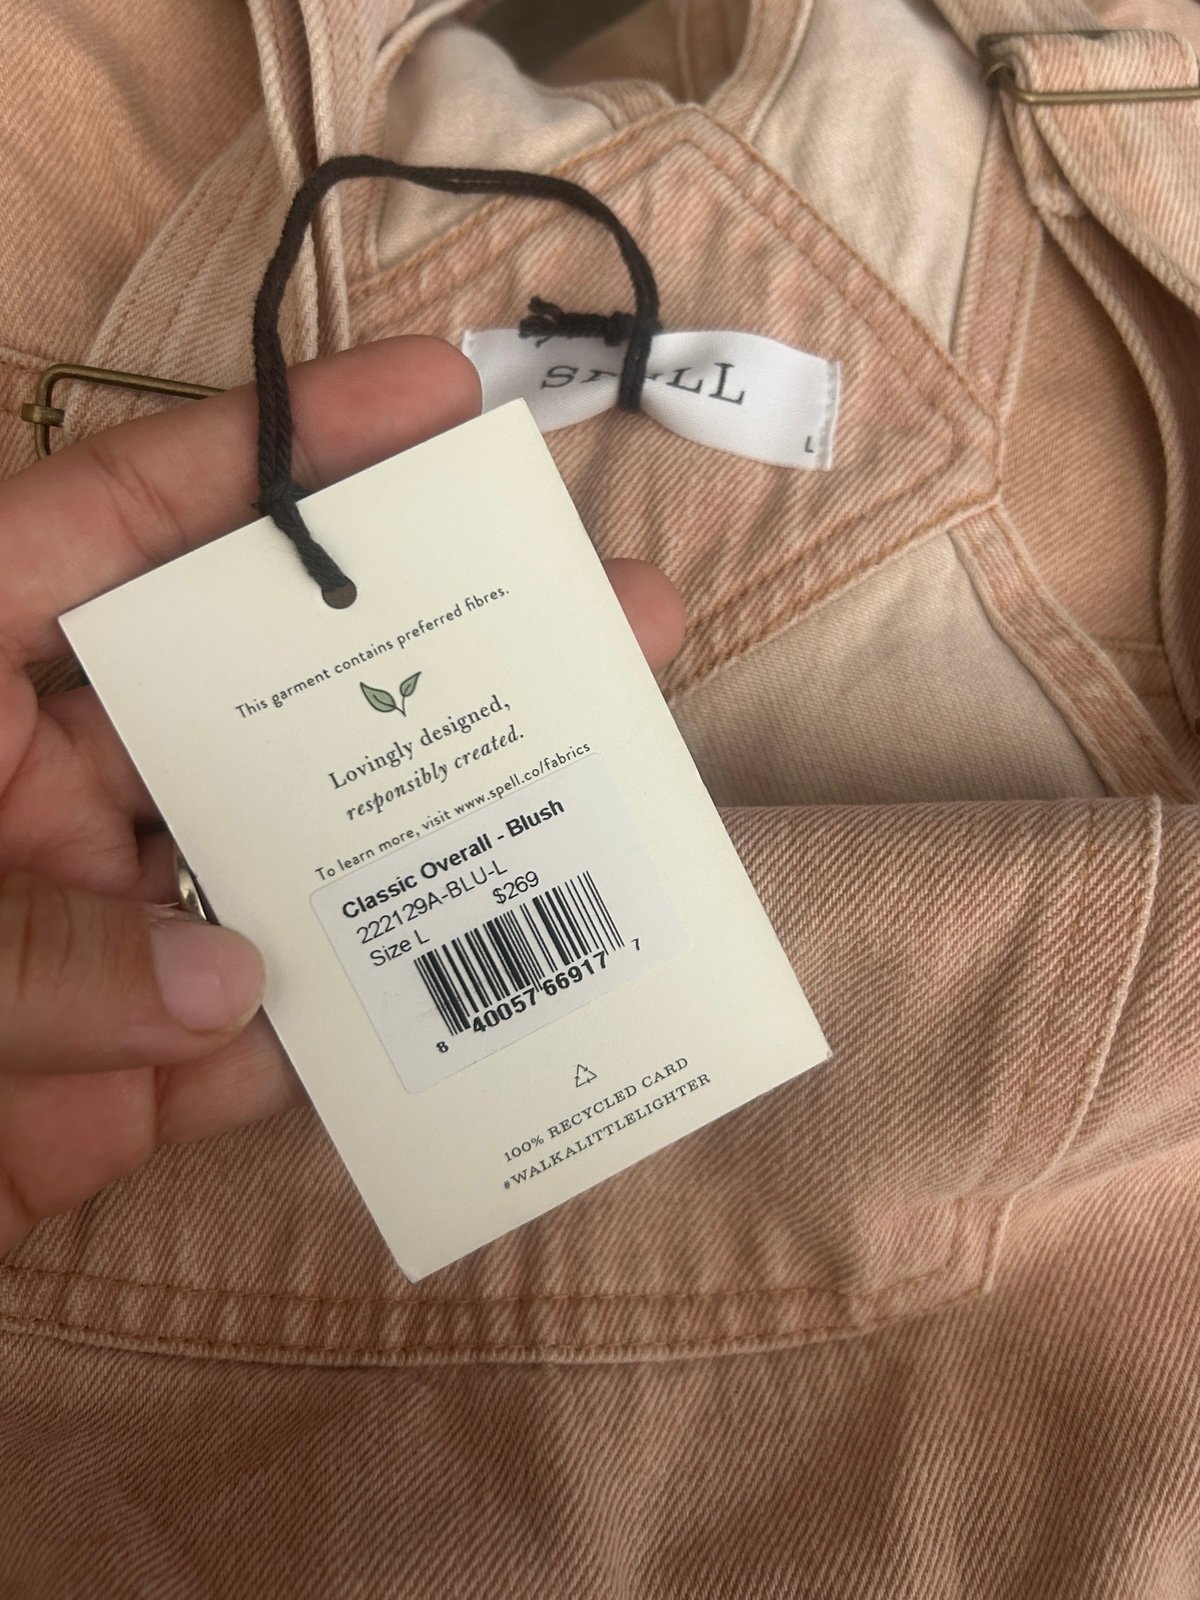 SPELL
L
This garment contains preferred fibres.
Lovingly designed,
responsibly created.
To learn more, visit www.spell.co/fabrics
Classic Overall - Blush
222129A-BLU-L
Size L $269
8 40057 66917 7
100% RECYCLED CARD
#WALKALITTLELIGHTER